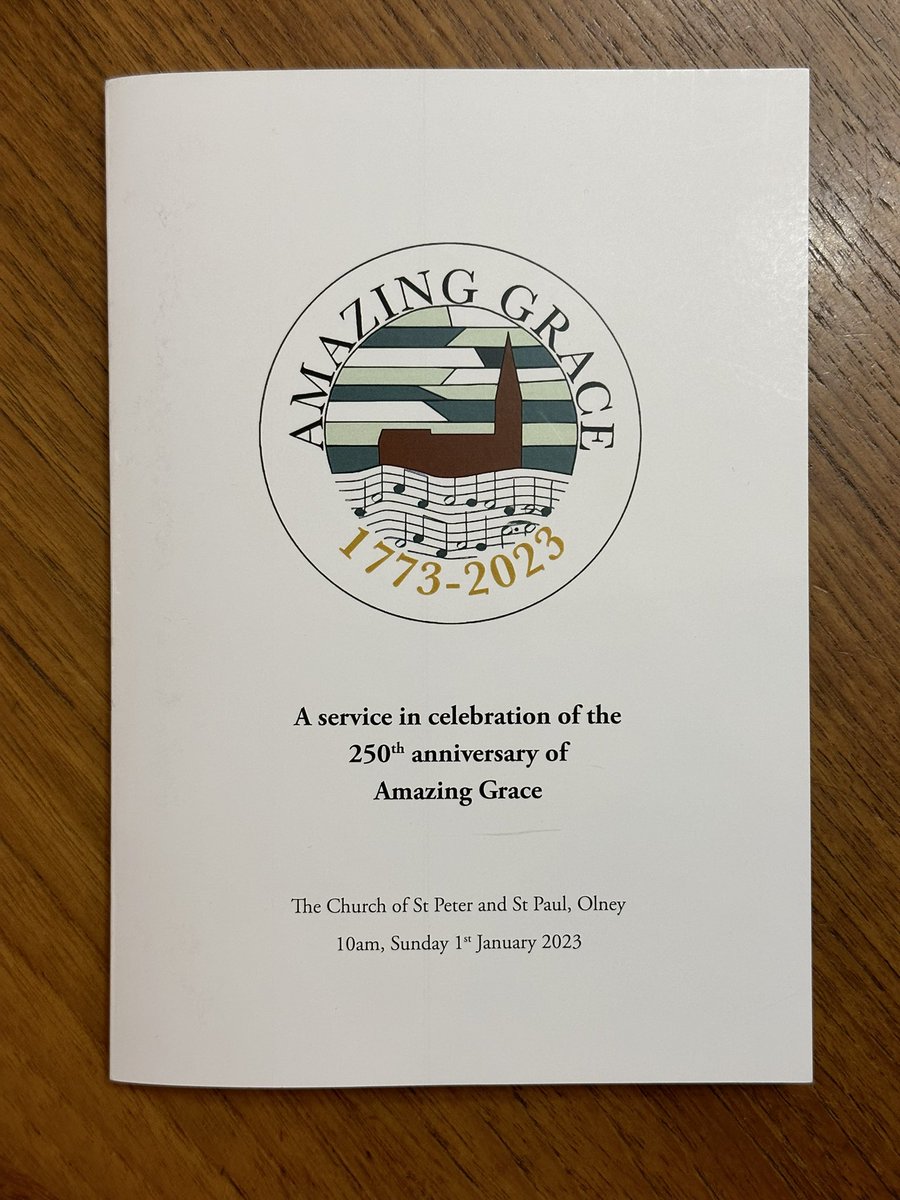 AMAZING GRACE
1773-2023
A service in celebration of the
250th anniversary of
Amazing Grace
The Church of St Peter and St Paul, Olney
10am, Sunday 1st January 2023